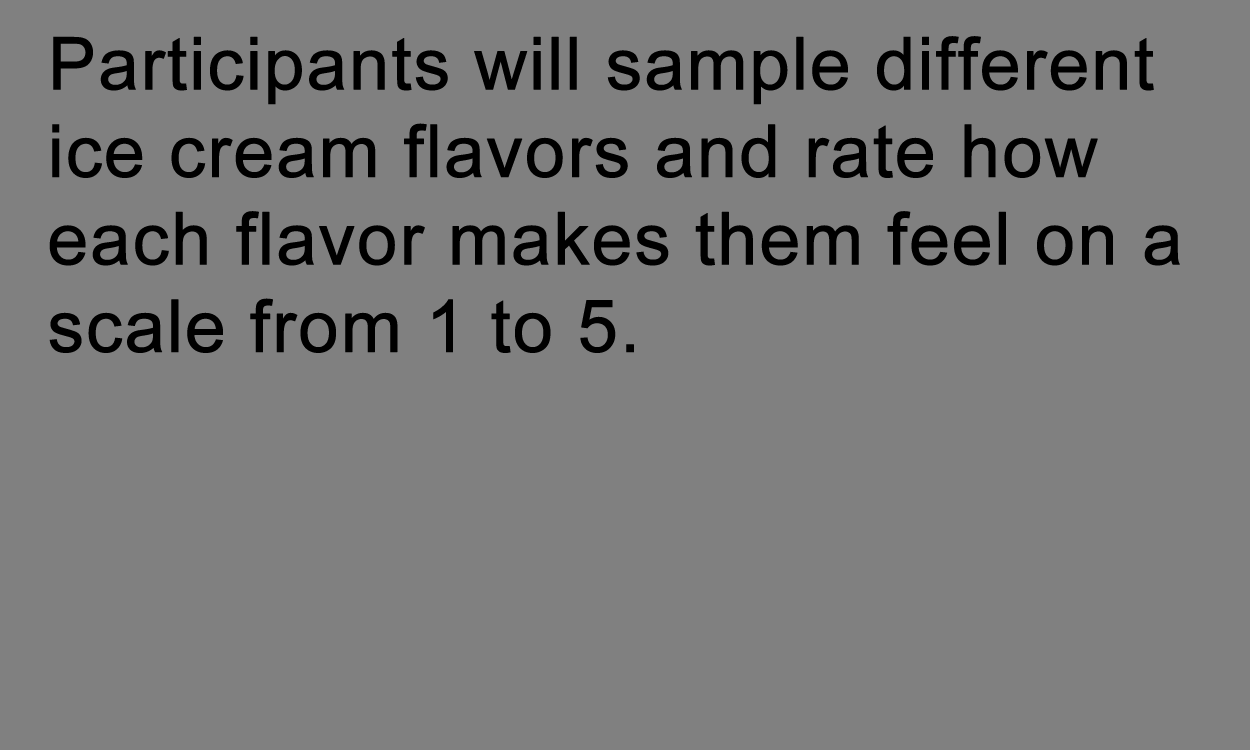 Participants will sample different
ice cream flavors and rate how
each flavor makes them feel on a
scale from 1 to 5.